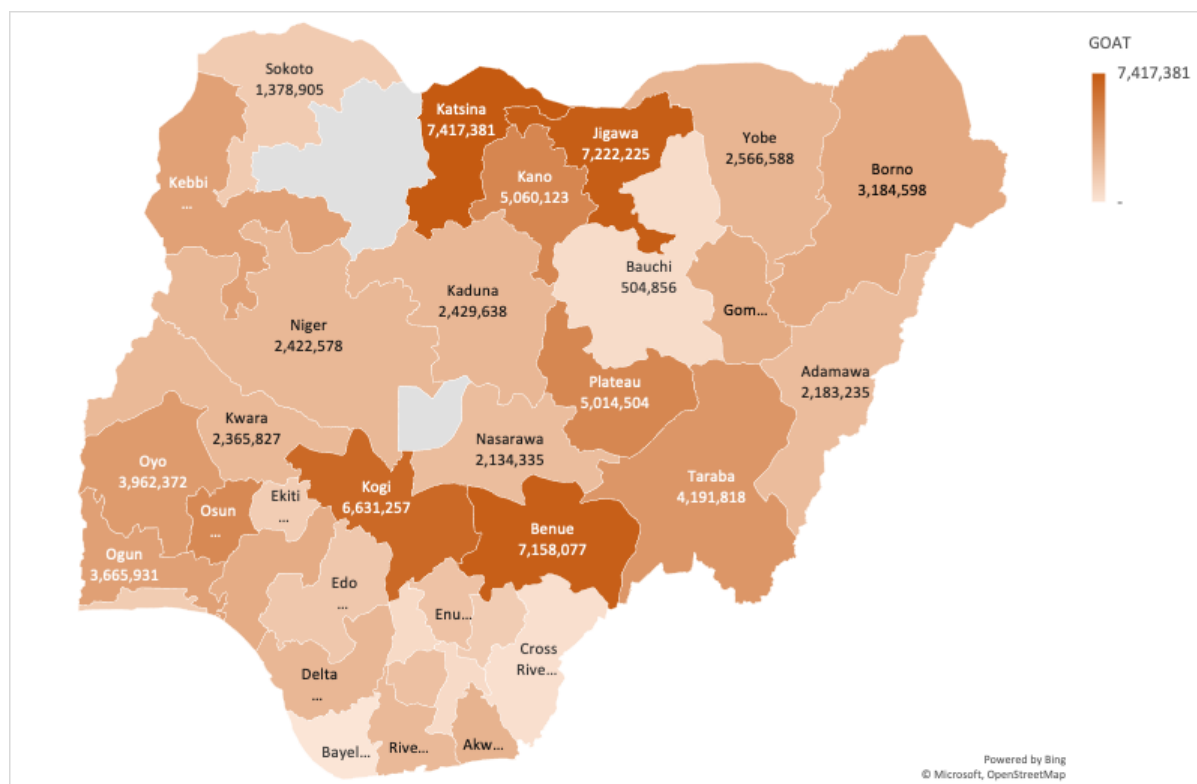 GOAT
7,417,381
-
Sokoto
1,378,905
Katsina
7,417,381
Jigawa
7,222,225
Yobe
2,566,588
Borno
3,184,598
Kebbi
...
Kano
5,060,123
Bauchi
504,856
Kaduna
2,429,638
Gom...
Niger
2,422,578
Plateau
5,014,504
Adamawa
2,183,235
Kwara
2,365,827
Nasarawa
2,134,335
Oyo
3,962,372
Kogi
6,631,257
Taraba
4,191,818
Ekiti
...
Osun
...
Benue
7,158,077
Ogun
3,665,931
Edo
...
Enu...
Cross
Rive...
Delta
...
Bayel...
Rive...
Akw...
Powered by Bing
© Microsoft, OpenStreetMap